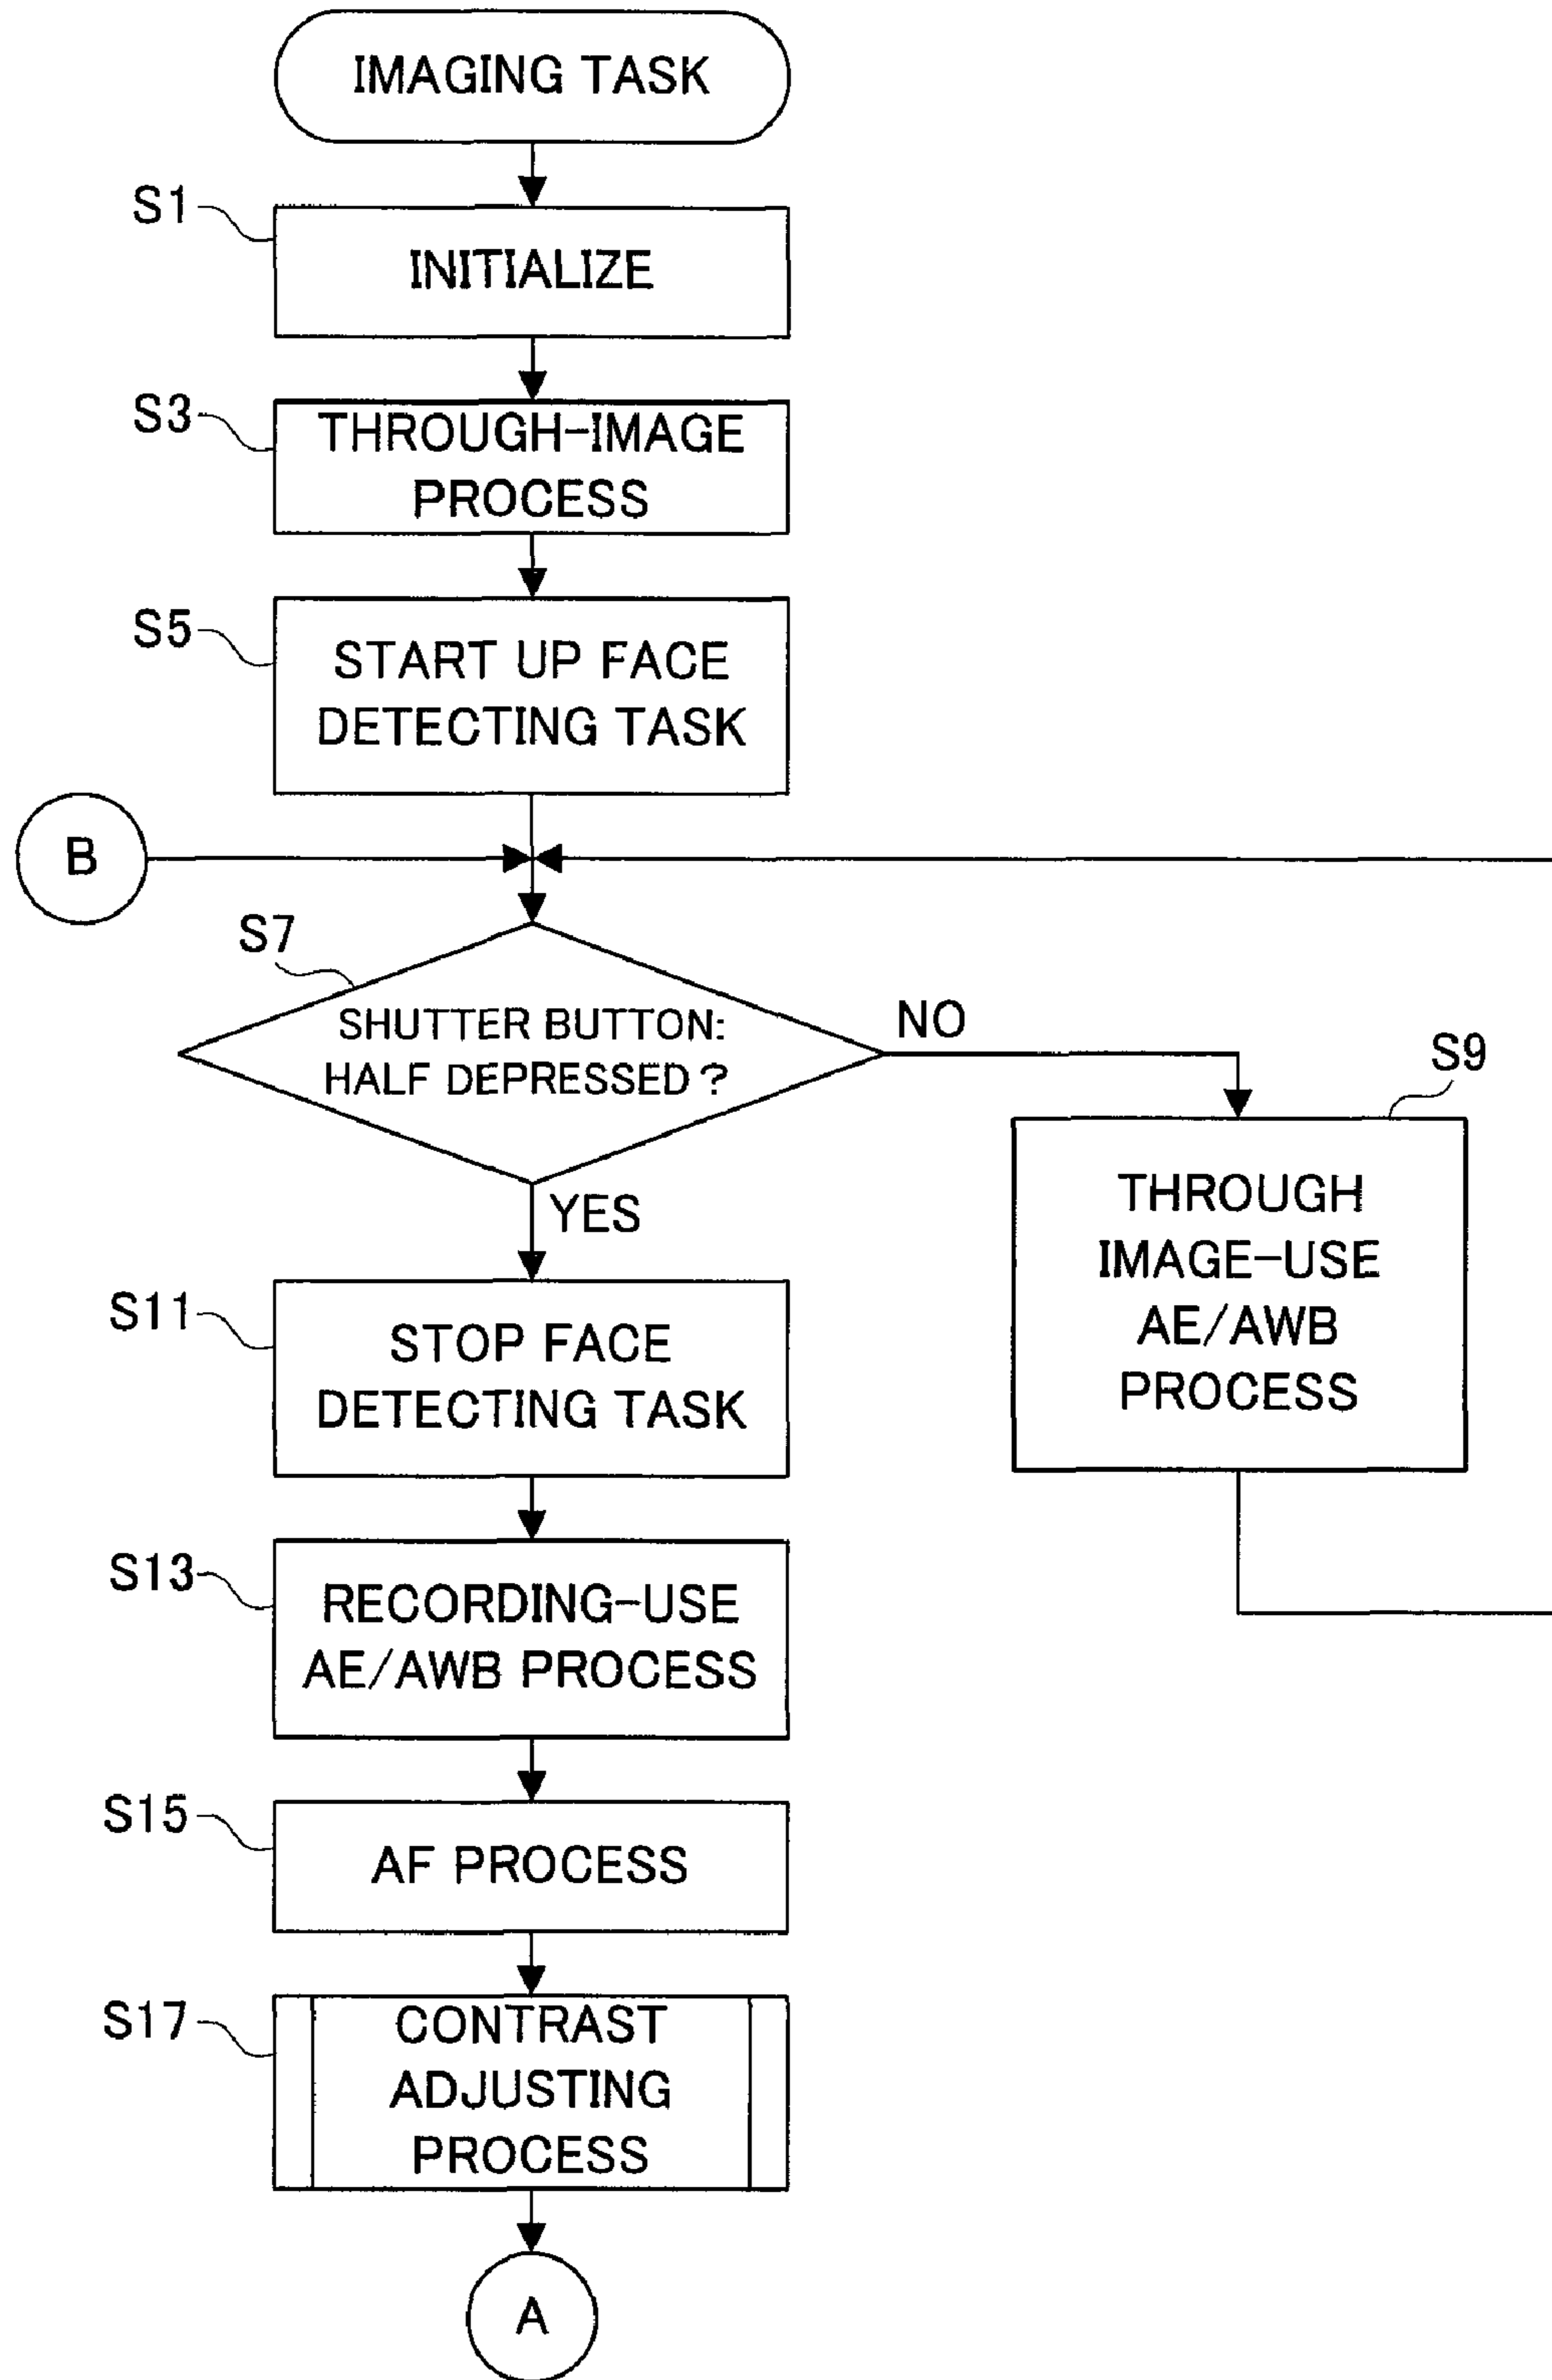 IMAGING TASK
S1
INITIALIZE
S3
THROUGH-IMAGE
PROCESS
S5
START UP FACE
DETECTING TASK
B
S7
SHUTTER BUTTON:
HALF DEPRESSED?
NO
S9
THROUGH
IMAGE-USE
AE/AWB
PROCESS
YES
S11
STOP FACE
DETECTING TASK
S13
RECORDING-USE
AE/AWB PROCESS
S15
AF PROCESS
S17
CONTRAST
ADJUSTING
PROCESS
A